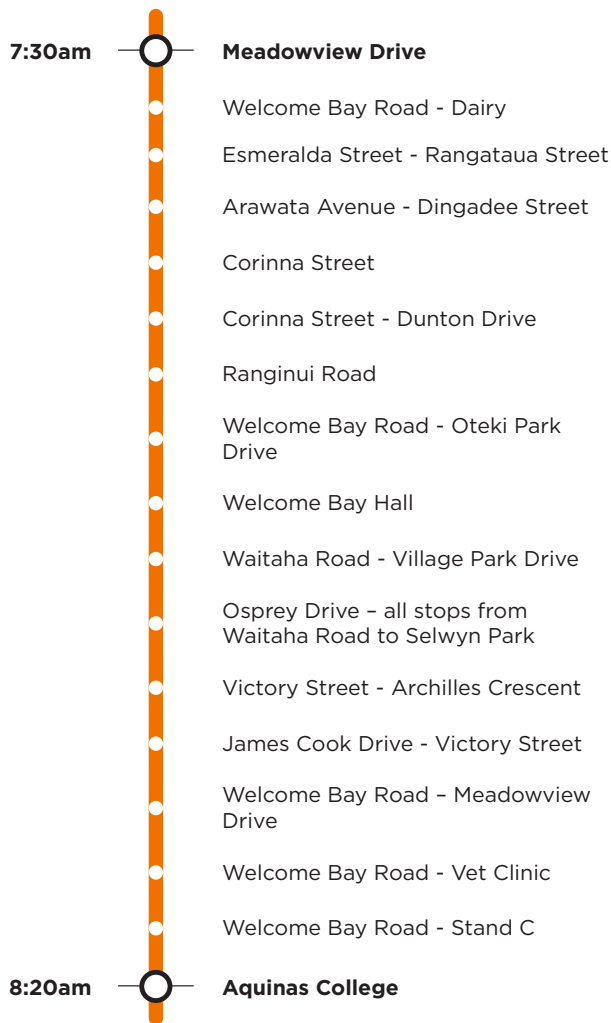 7:30am Meadowview Drive
Welcome Bay Road - Dairy
Esmeralda Street - Rangataua Street
Arawata Avenue - Dingadee Street
Corinna Street
Corinna Street - Dunton Drive
Ranginui Road
Welcome Bay Road - Oteki Park
Drive
Welcome Bay Hall
Waitaha Road - Village Park Drive
Osprey Drive – all stops from
Waitaha Road to Selwyn Park
Victory Street - Archilles Crescent
James Cook Drive - Victory Street
Welcome Bay Road – Meadowview
Drive
Welcome Bay Road - Vet Clinic
Welcome Bay Road - Stand C
8:20am Aquinas College